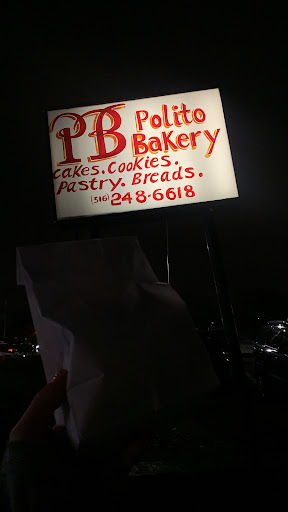 PB Polito
Bakery
Cakes. Cookies.
Pastry. Breads.
(516) 248-6618